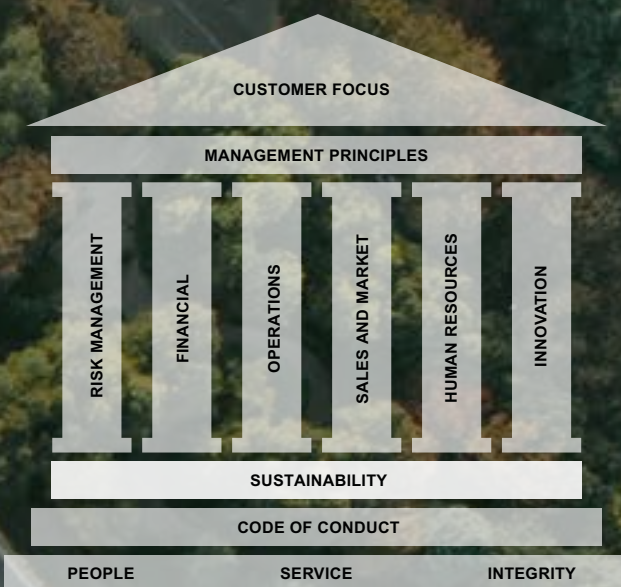 CUSTOMER FOCUS
MANAGEMENT PRINCIPLES
RISK MANAGEMENT
FINANCIAL
OPERATIONS
SALES AND MARKET
HUMAN RESOURCES
INNOVATION
SUSTAINABILITY
CODE OF CONDUCT
PEOPLE SERVICE INTEGRITY